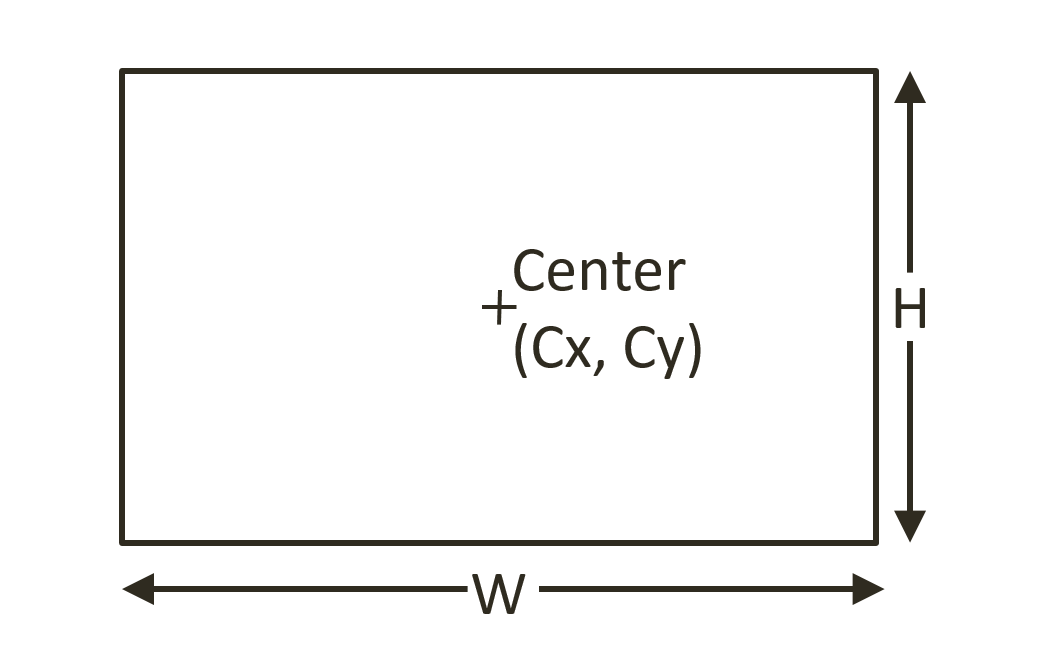 Center
(Cx, Cy)
H
W